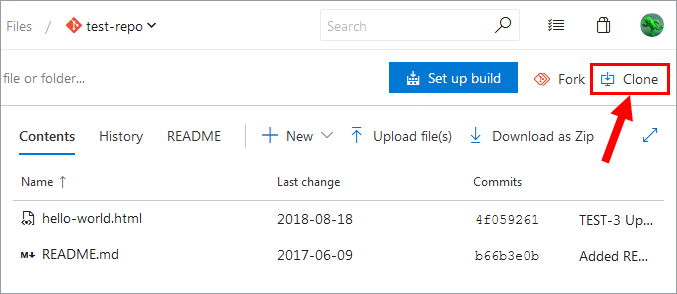 Files / test-repo Search
file or folder... Set up build Fork Clone
Contents History README New Upload file(s) Download as Zip
Name ↑ Last change Commits
hello-world.html 2018-08-18 4f059261 TEST-3 Up...
M↓ README.md 2017-06-09 b66b3e0b Added RE...